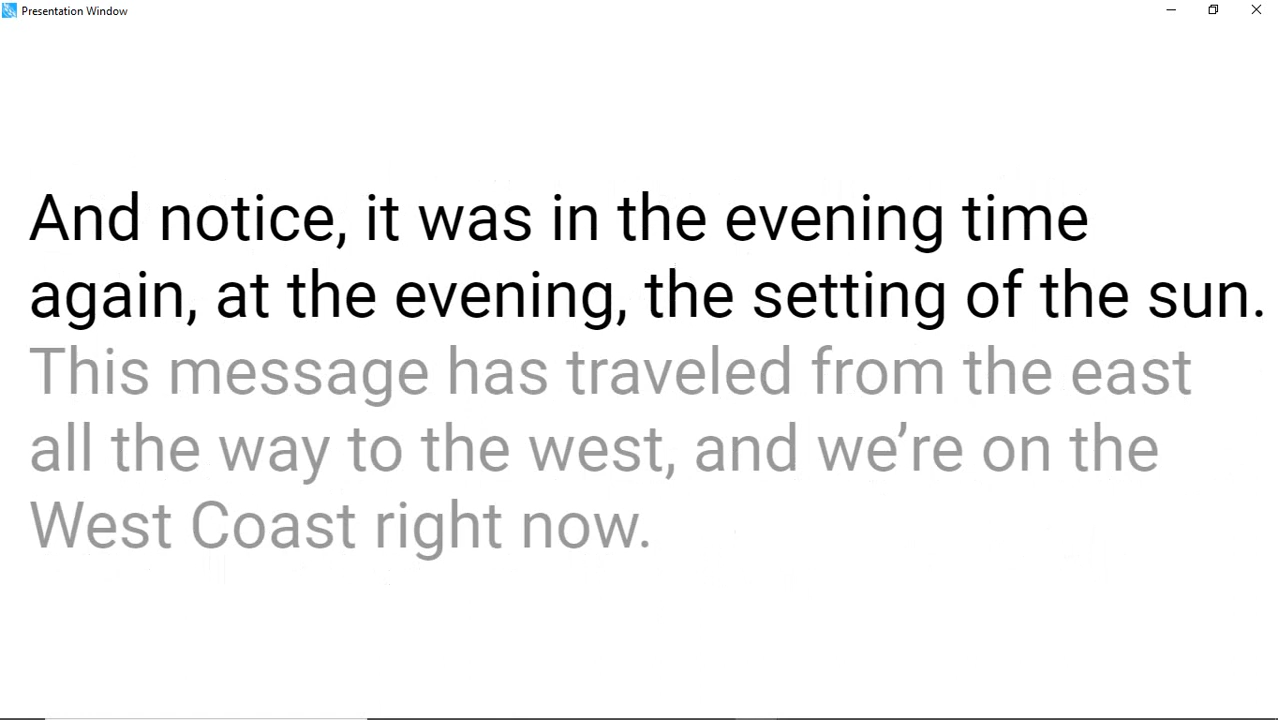 Presentation Window
And notice, it was in the evening time
again, at the evening, the setting of the sun.
This message has traveled from the east
all the way to the west, and we’re on the
West Coast right now.